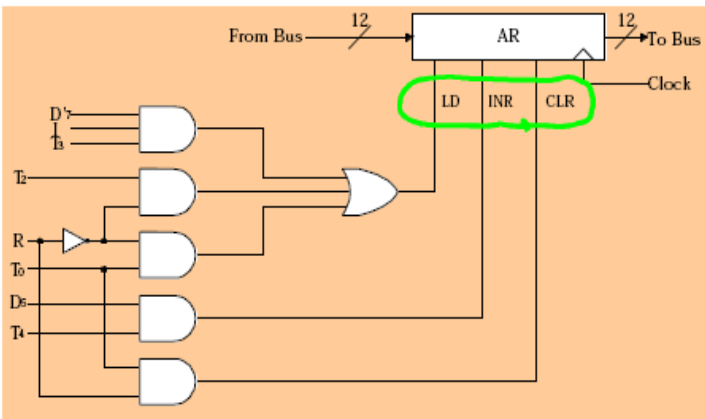 12
12
From Bus
AR
To Bus
LD INR CLR
Clock
D'7
I
T3
T2
R
T0
D5
T4